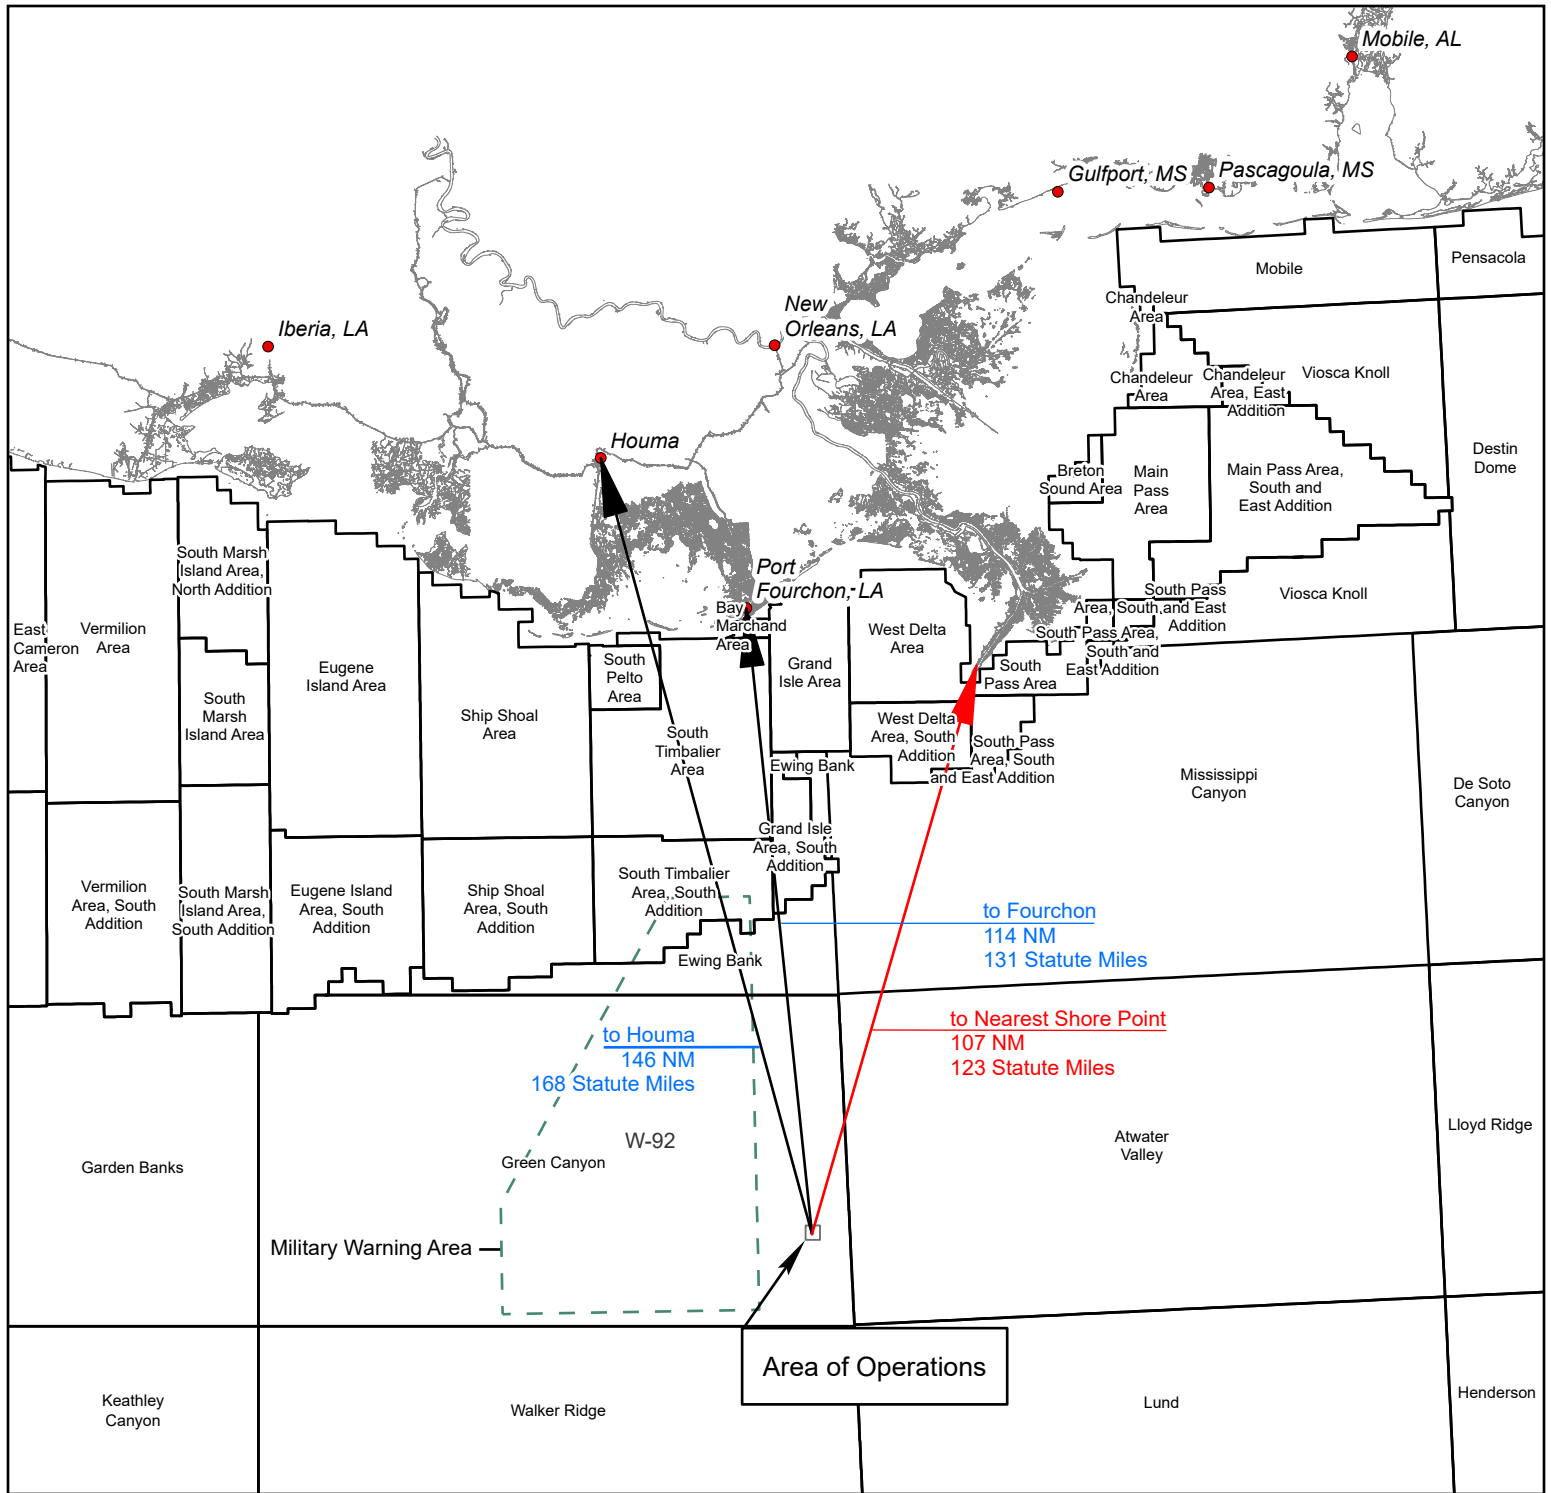 Mobile, AL
Gulfport, MS
Pascagoula, MS
Mobile
Pensacola
Chandeleur
Area
New
Orleans, LA
Iberia, LA
Chandeleur
Area
Chandeleur
Area, East
Addition
Viosca Knoll
Houma
Destin
Dome
Breton
Sound Area
Main
Pass
Area
Main Pass Area,
South and
East Addition
South Marsh
Island Area,
North Addition
Port
Fourchon, LA
Bay
Marchand
Area
South Pass
Area, South and East
Addition
Viosca Knoll
East
Cameron
Area
Vermilion
Area
West Delta
Area
South Pass Area,
South and
East Addition
Eugene
Island Area
South
Pelto
Area
Grand
Isle Area
South
Pass Area
South
Marsh
Island Area
Ship Shoal
Area
South
Timbalier
Area
West Delta
Area, South
Addition
South Pass
Area, South
and East Addition
Ewing Bank
Mississippi
Canyon
De Soto
Canyon
Grand Isle
Area, South
Addition
Vermilion
Area, South
Addition
South Marsh
Island Area,
South Addition
Eugene Island
Area, South
Addition
Ship Shoal
Area, South
Addition
South Timbalier
Area, South
Addition
to Fourchon
114 NM
131 Statute Miles
Ewing Bank
to Houma
146 NM
168 Statute Miles
to Nearest Shore Point
107 NM
123 Statute Miles
W-92
Green Canyon
Garden Banks
Atwater
Valley
Lloyd Ridge
Military Warning Area
Area of Operations
Keathley
Canyon
Walker Ridge
Lund
Henderson